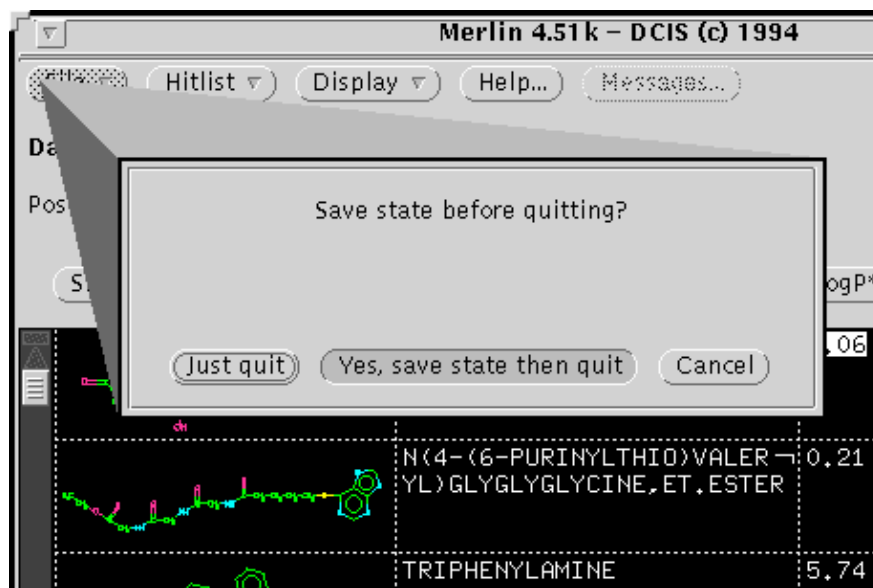 Merlin 4.51k – DCIS (c) 1994
Hitlist Display Help... Messages...
Save state before quitting?
Just quit Yes, save state then quit Cancel
.06
N(4-(6-PURINYLTHIO)VALER¬ 0.21
YL)GLYGLYGLYCINE,ET.ESTER
TRIPHENYLAMINE 5.74